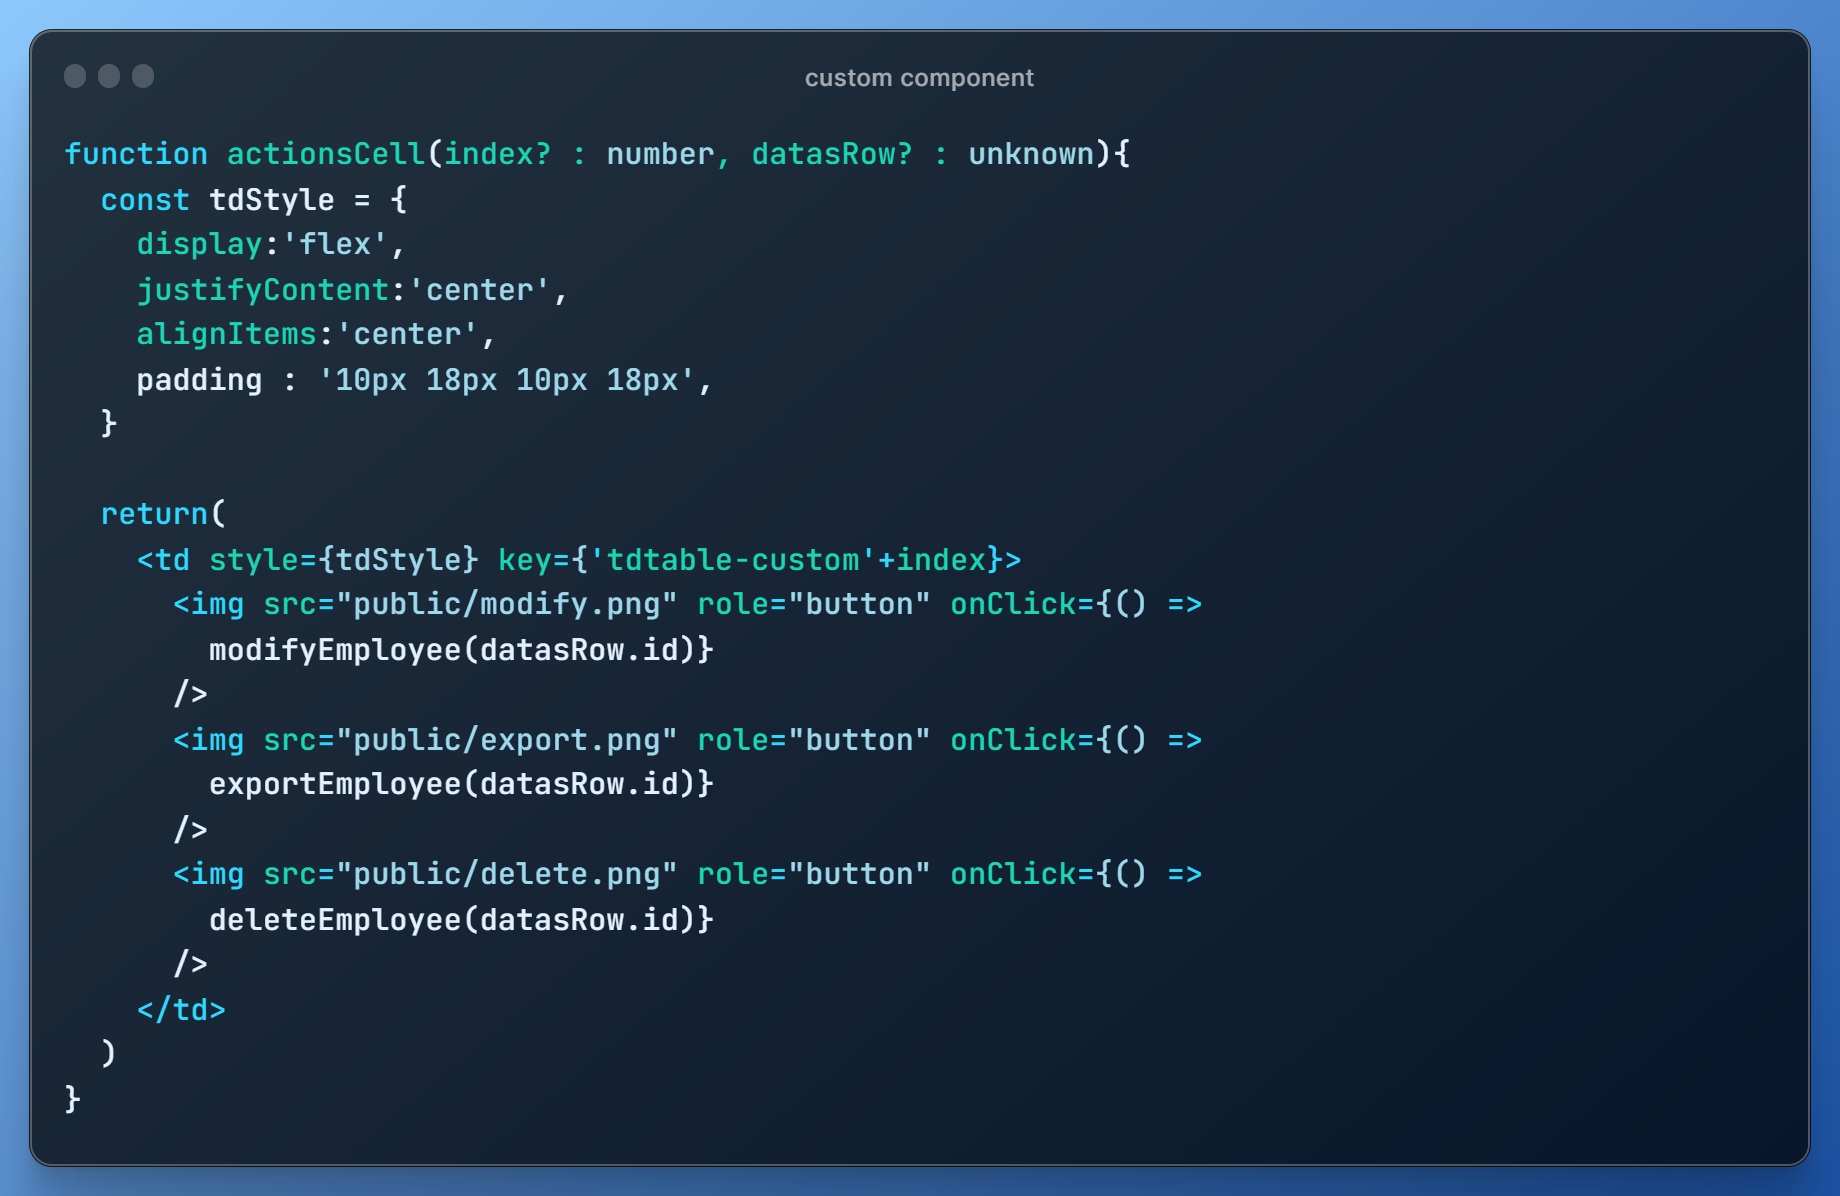 custom component
function actionsCell(index? : number, datasRow? : unknown){
  const tdStyle = {
    display:'flex',
    justifyContent:'center',
    alignItems:'center',
    padding : '10px 18px 10px 18px',
  }

  return(
    <td style={tdStyle} key={'tdtable-custom'+index}>
      <img src="public/modify.png" role="button" onClick={() =>
        modifyEmployee(datasRow.id)}
      />
      <img src="public/export.png" role="button" onClick={() =>
        exportEmployee(datasRow.id)}
      />
      <img src="public/delete.png" role="button" onClick={() =>
        deleteEmployee(datasRow.id)}
      />
    </td>
  )
}